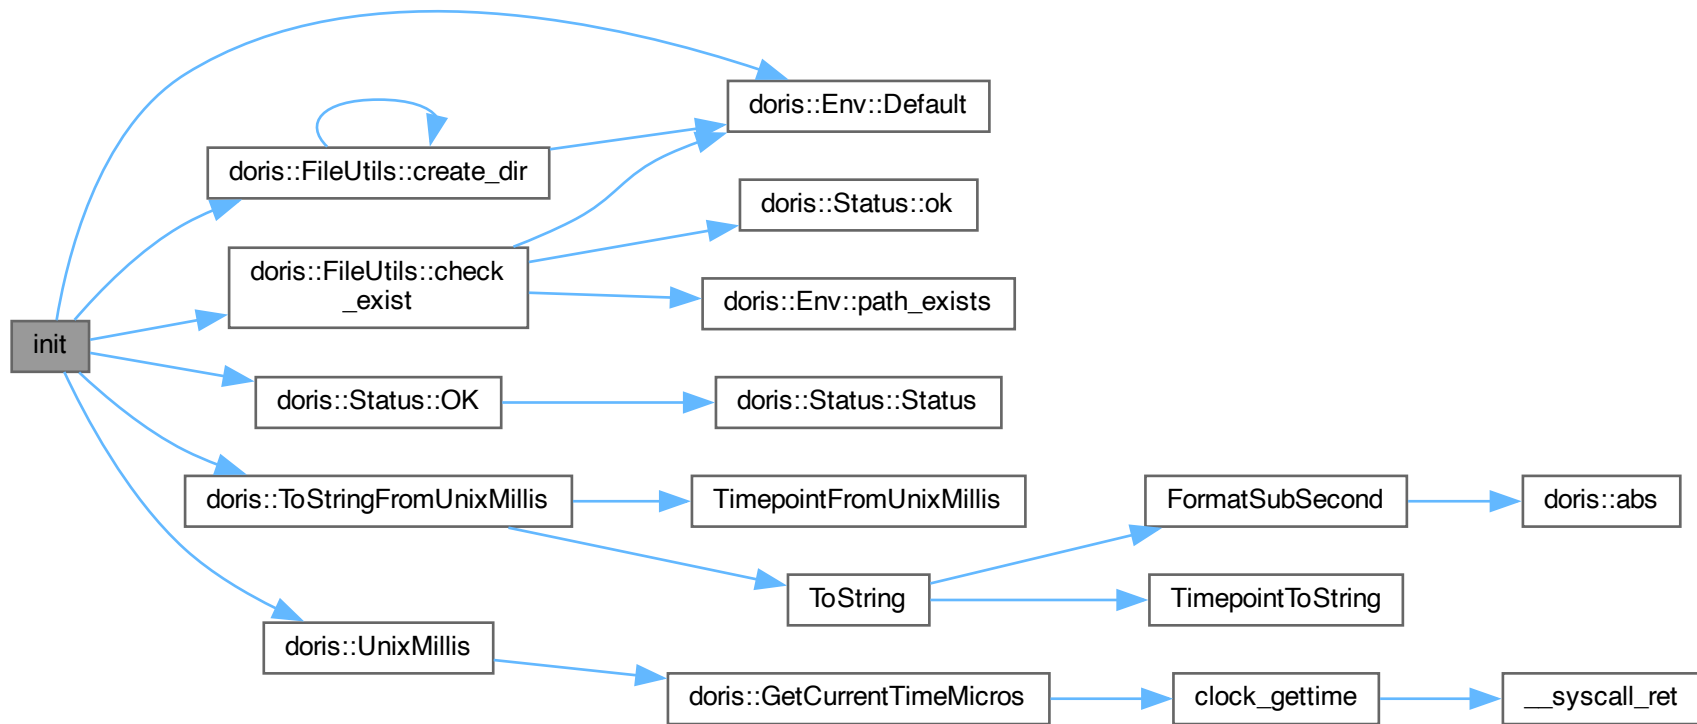 init
doris::Env::Default
doris::FileUtils::create_dir
doris::Status::ok
doris::FileUtils::check
_exist
doris::Env::path_exists
doris::Status::OK
doris::Status::Status
doris::ToStringFromUnixMillis
TimepointFromUnixMillis
FormatSubSecond
doris::abs
ToString
TimepointToString
doris::UnixMillis
doris::GetCurrentTimeMicros
clock_gettime
__syscall_ret